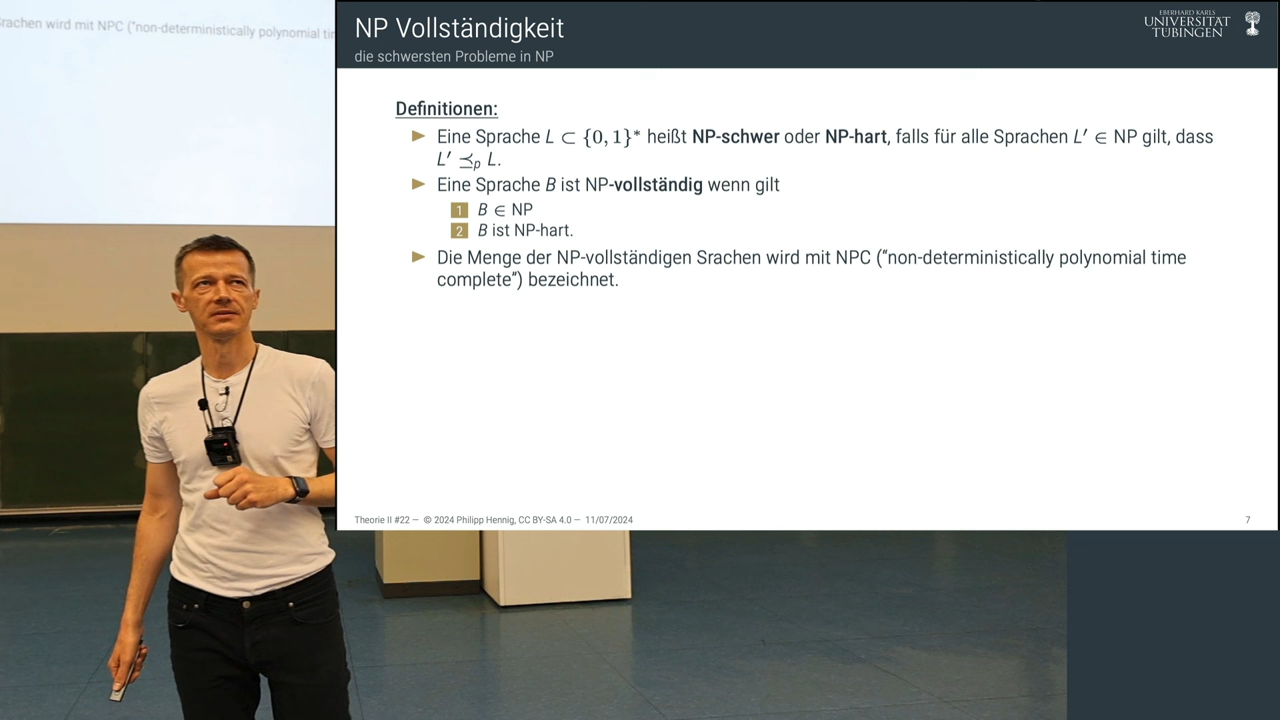 Srachen wird mit NPC ("non-deterministically polynomial tim
NP Vollständigkeit
die schwersten Probleme in NP
EBERHARD KARLS
UNIVERSITÄT
TÜBINGEN
Definitionen:
Eine Sprache L ⊂ {0, 1}* heißt NP-schwer oder NP-hart, falls für alle Sprachen L′ ∈ NP gilt, dass
L′ ⪯p L.
Eine Sprache B ist NP-vollständig wenn gilt
1 B ∈ NP
2 B ist NP-hart.
Die Menge der NP-vollständigen Srachen wird mit NPC (“non-deterministically polynomial time
complete”) bezeichnet.
Theorie II #22 — © 2024 Philipp Hennig, CC BY-SA 4.0 — 11/07/2024
7